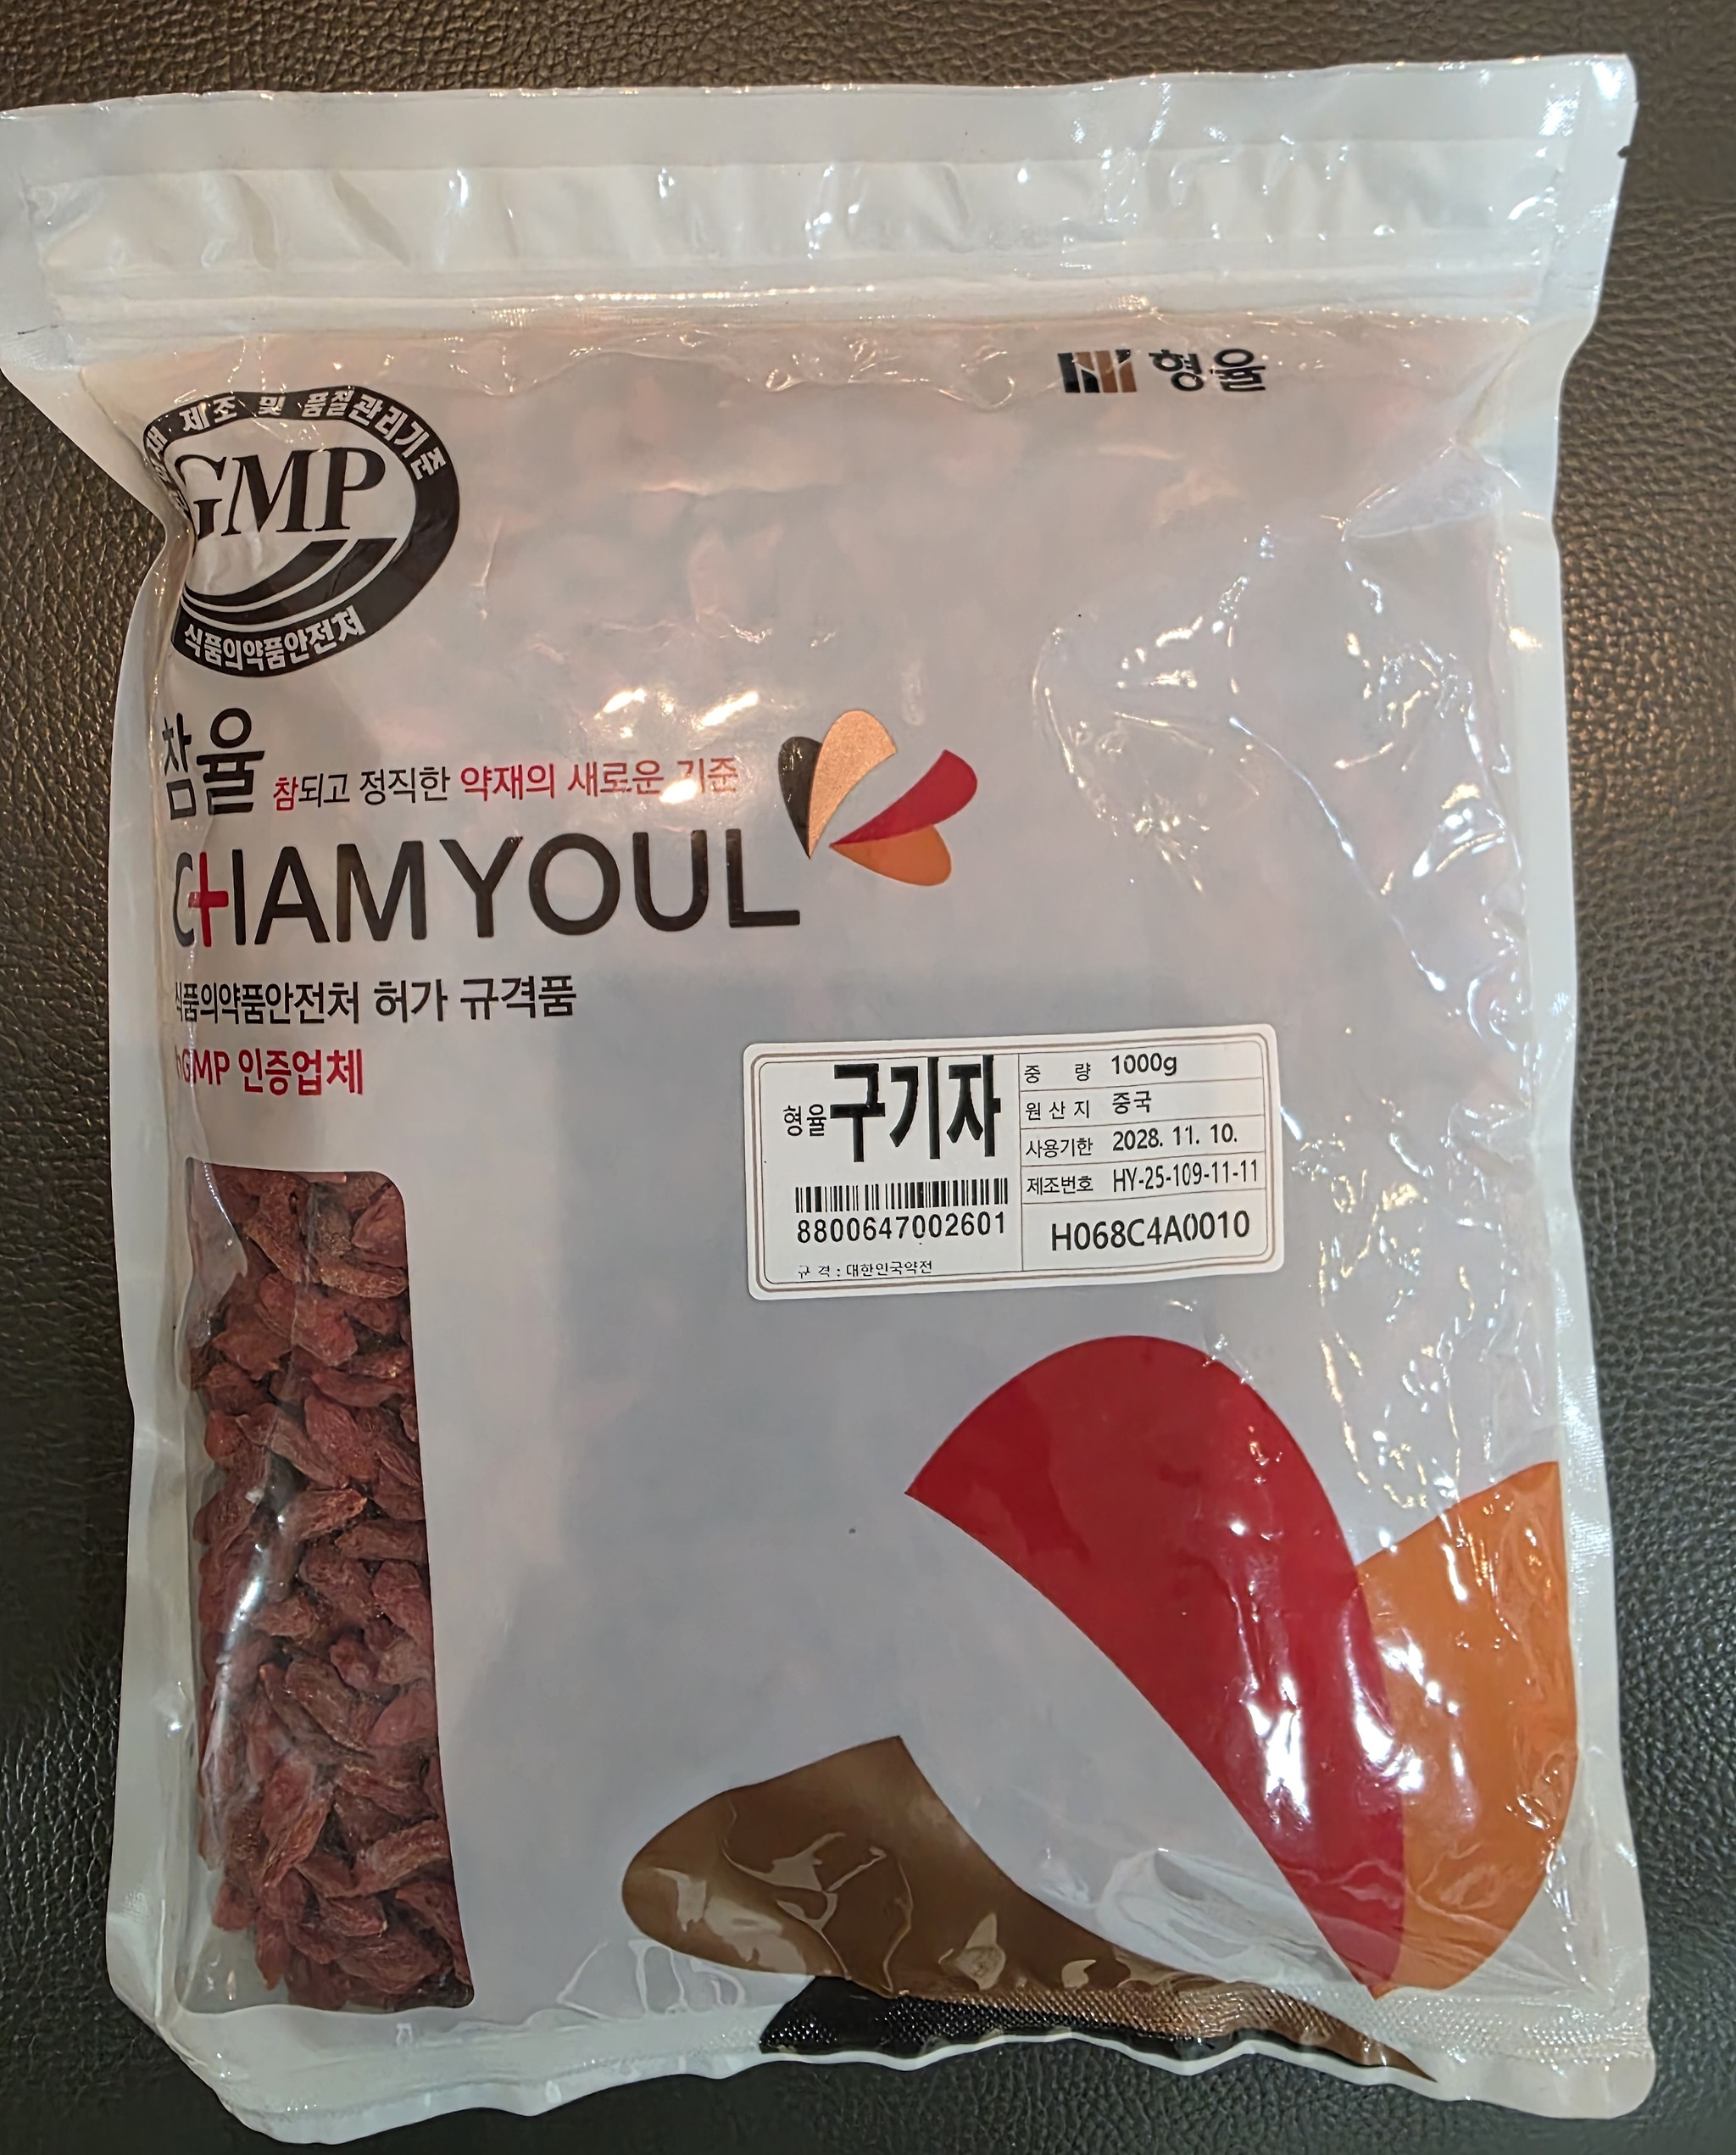 형율
제조 및 품질관리기준
GMP
식품의약품안전처
참율 참되고 정직한 약재의 새로운 기준
CHAMYOUL
식품의약품안전처 허가 규격품
hGMP 인증업체
형율구기자
8800647002601
규 격 : 대한민국약전
중 량 1000g
원 산 지 중국
사용기한 2028. 11. 10.
제조번호 HY-25-109-11-11
H068C4A0010